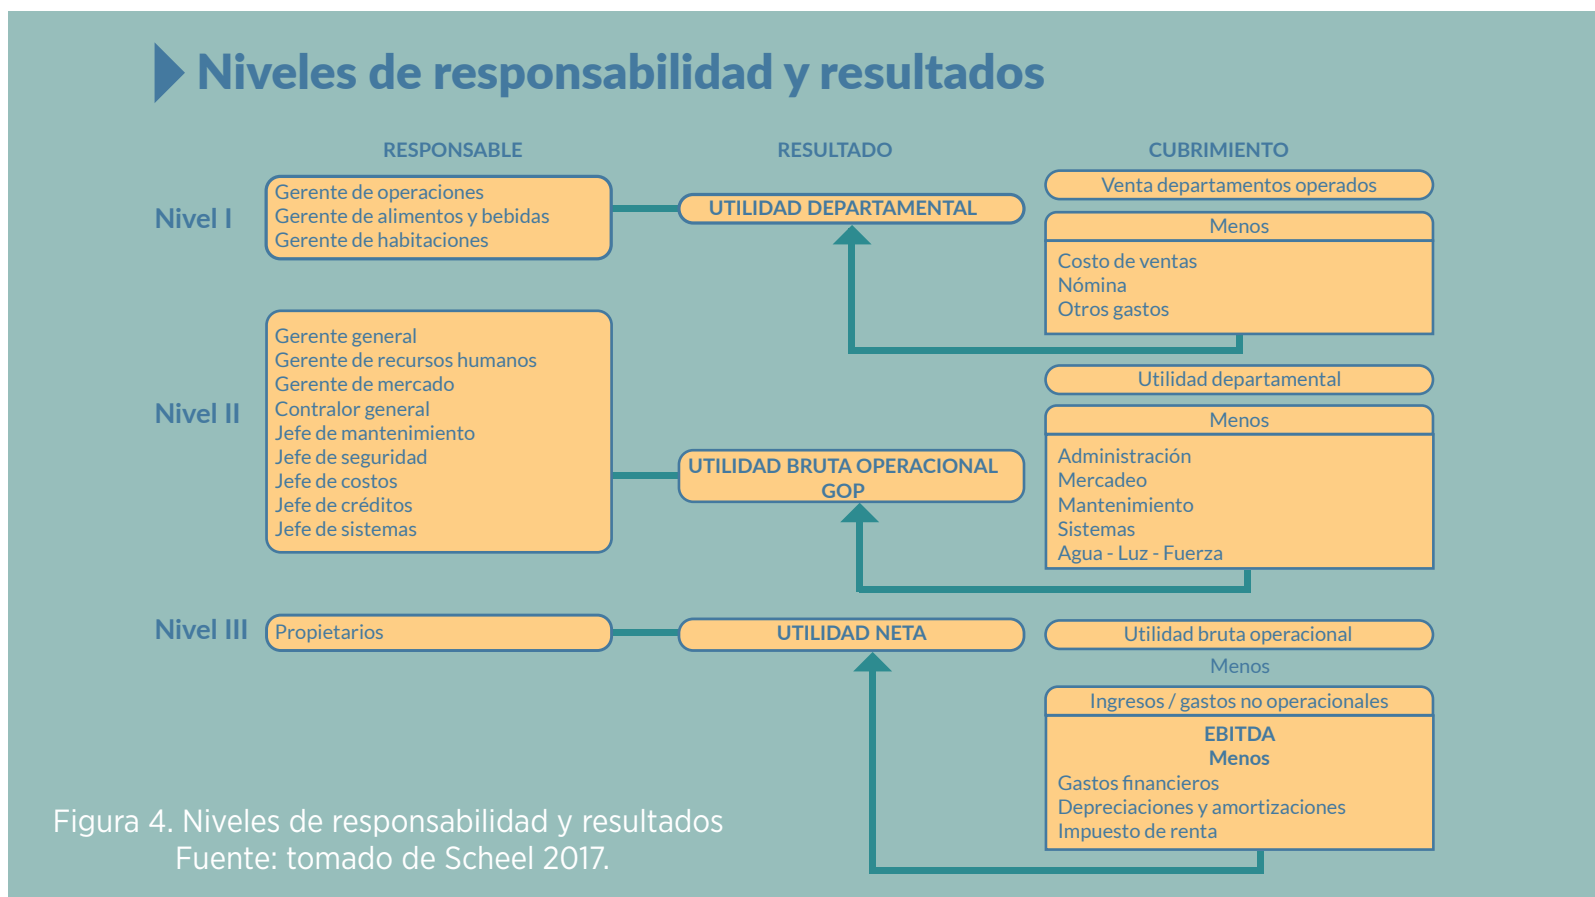 Niveles de responsabilidad y resultados
RESPONSABLE
RESULTADO
CUBRIMIENTO
Nivel I
Gerente de operaciones
Gerente de alimentos y bebidas
Gerente de habitaciones
UTILIDAD DEPARTAMENTAL
Venta departamentos operados
Menos
Costo de ventas
Nómina
Otros gastos
Nivel II
Gerente general
Gerente de recursos humanos
Gerente de mercado
Contralor general
Jefe de mantenimiento
Jefe de seguridad
Jefe de costos
Jefe de créditos
Jefe de sistemas
UTILIDAD BRUTA OPERACIONAL
GOP
Utilidad departamental
Menos
Administración
Mercadeo
Mantenimiento
Sistemas
Agua - Luz - Fuerza
Nivel III
Propietarios
UTILIDAD NETA
Utilidad bruta operacional
Menos
Ingresos / gastos no operacionales
EBITDA
Menos
Gastos financieros
Depreciaciones y amortizaciones
Impuesto de renta
Figura 4. Niveles de responsabilidad y resultados
Fuente: tomado de Scheel 2017.